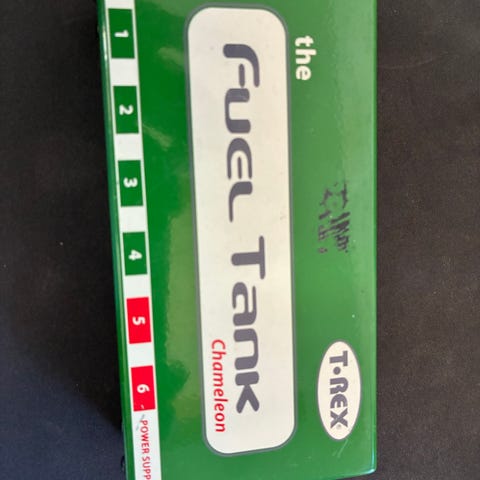 the
Fuel Tank
Chameleon
T-REX®
1 2 3 4 5 6 POWER SUPP